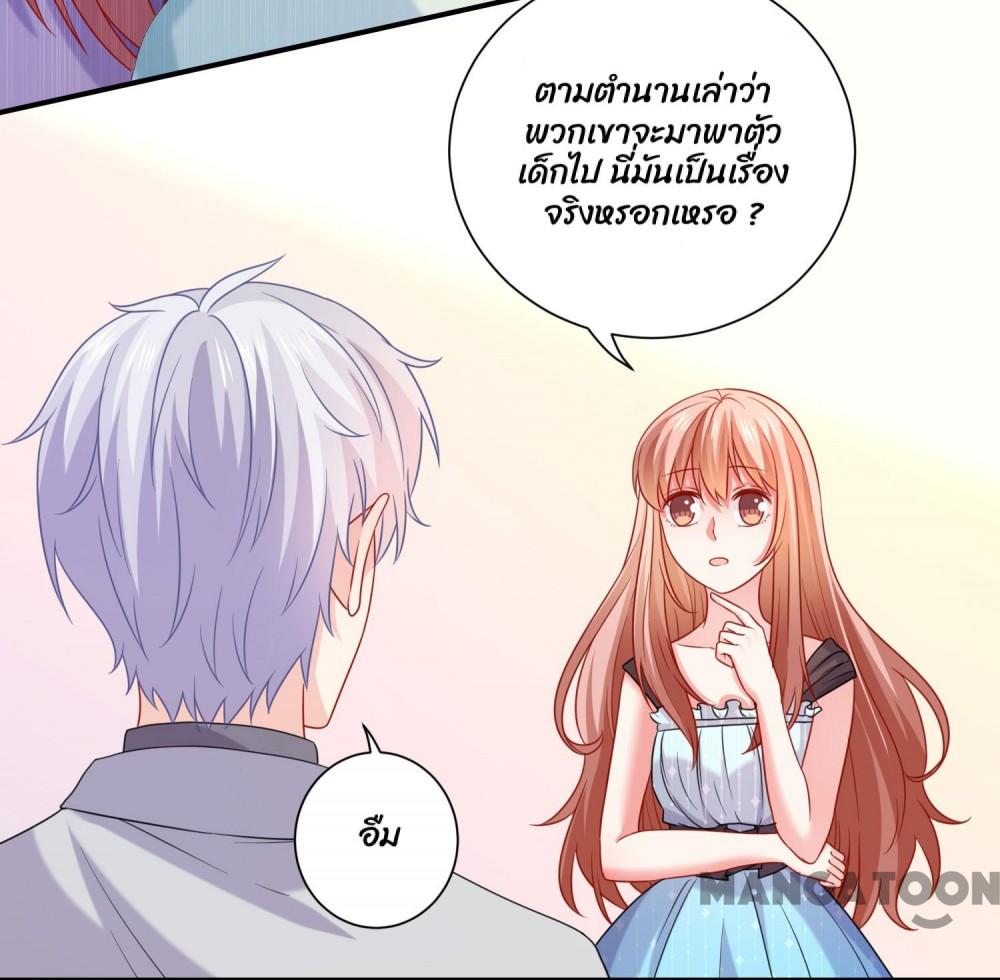 ตามตำนานเล่าว่า
พวกเขาจะมาพาตัว
เด็กไป นี่มันเป็นเรื่อง
จริงหรอกเหรอ ?
อืม
MANGATOON